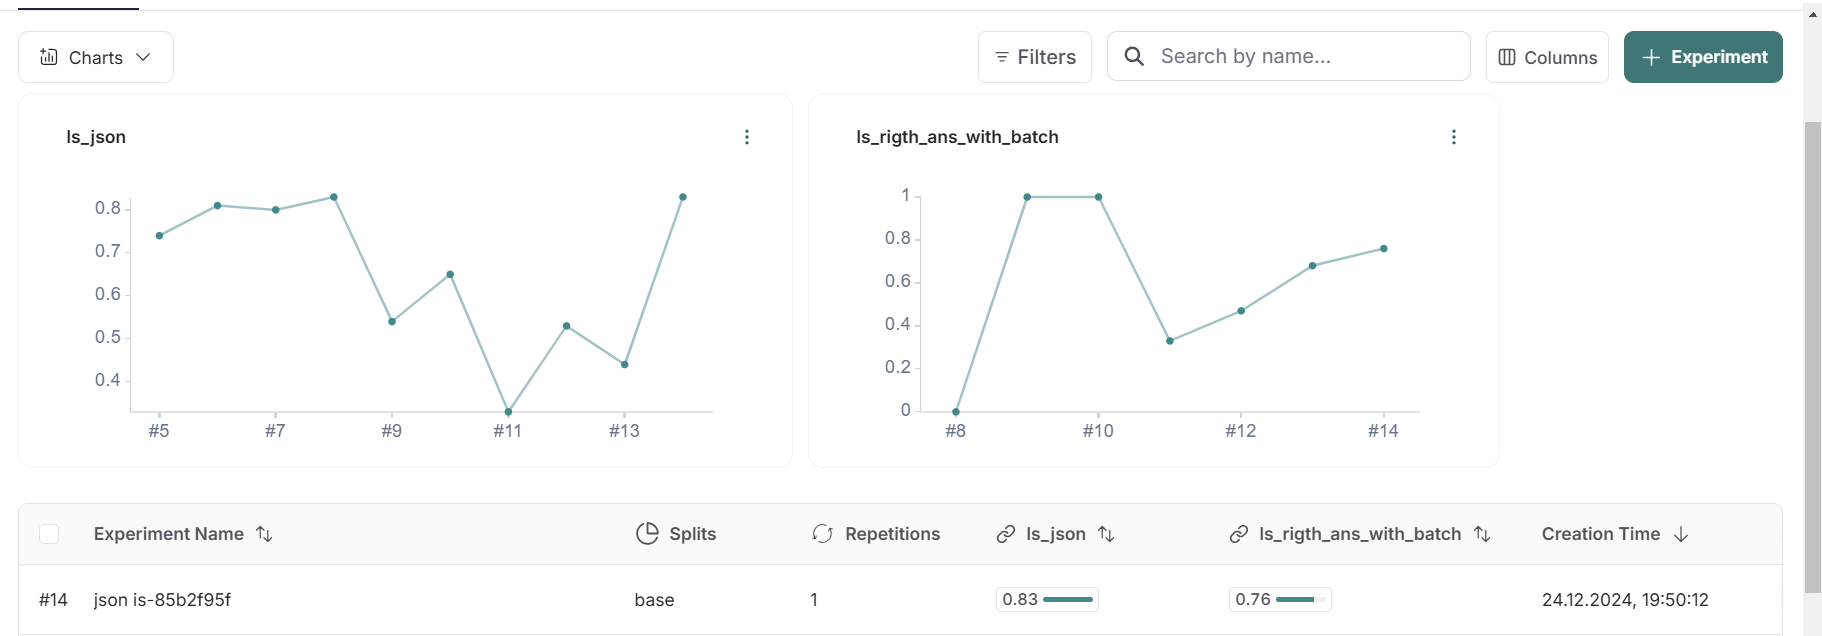 Charts
Filters
Search by name...
Columns
Experiment
Is_json
Is_rigth_ans_with_batch
0.8
0.7
0.6
0.5
0.4
#5 #7 #9 #11 #13
1
0.8
0.6
0.4
0.2
0
#8 #10 #12 #14
Experiment Name Splits Repetitions Is_json Is_rigth_ans_with_batch Creation Time
#14 json is-85b2f95f base 1 0.83 0.76 24.12.2024, 19:50:12